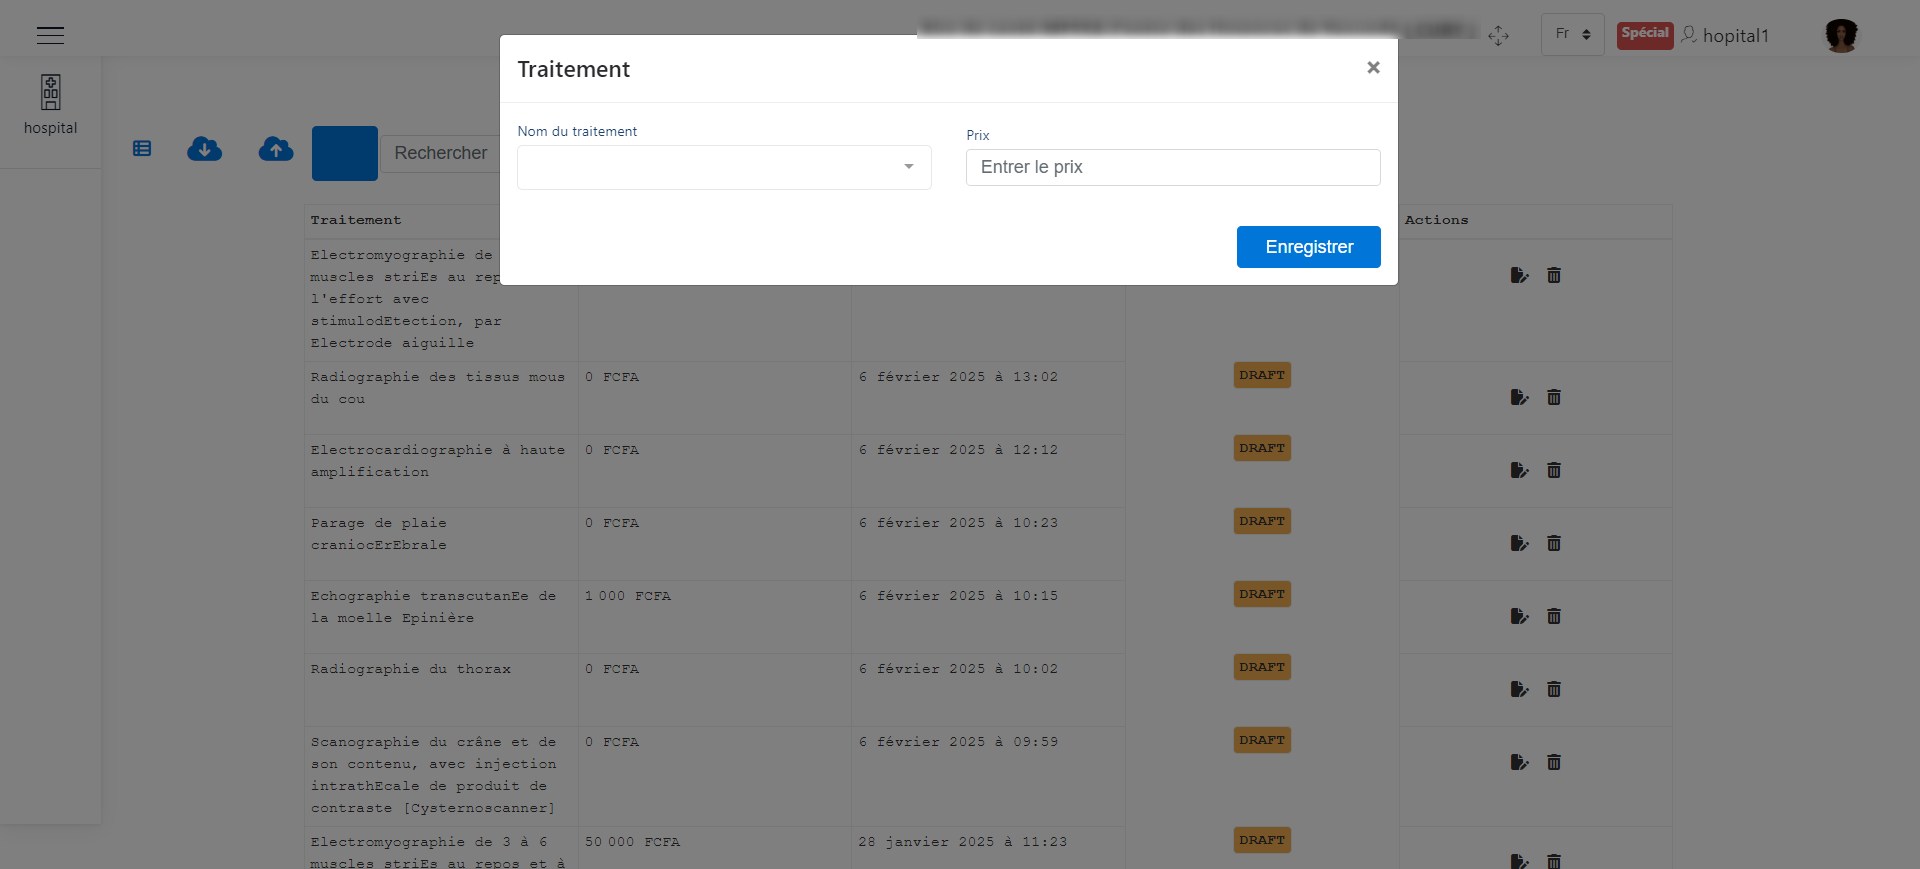 Fr
Spécial
hopital1
hospital
Traitement
×
Nom du traitement
Prix
Entrer le prix
Enregistrer
Rechercher
Traitement
Actions
Electromyographie de
muscles striEs au rep
l'effort avec
stimulodEtection, par
Electrode aiguille
Radiographie des tissus mous
du cou
0 FCFA
6 février 2025 à 13:02
DRAFT
Electrocardiographie à haute
amplification
0 FCFA
6 février 2025 à 12:12
DRAFT
Parage de plaie
craniocErEbrale
0 FCFA
6 février 2025 à 10:23
DRAFT
Echographie transcutanEe de
la moelle Epinière
1 000 FCFA
6 février 2025 à 10:15
DRAFT
Radiographie du thorax
0 FCFA
6 février 2025 à 10:02
DRAFT
Scanographie du crâne et de
son contenu, avec injection
intrathEcale de produit de
contraste [Cysternoscanner]
0 FCFA
6 février 2025 à 09:59
DRAFT
Electromyographie de 3 à 6
muscles striEs au repos et à
50 000 FCFA
28 janvier 2025 à 11:23
DRAFT